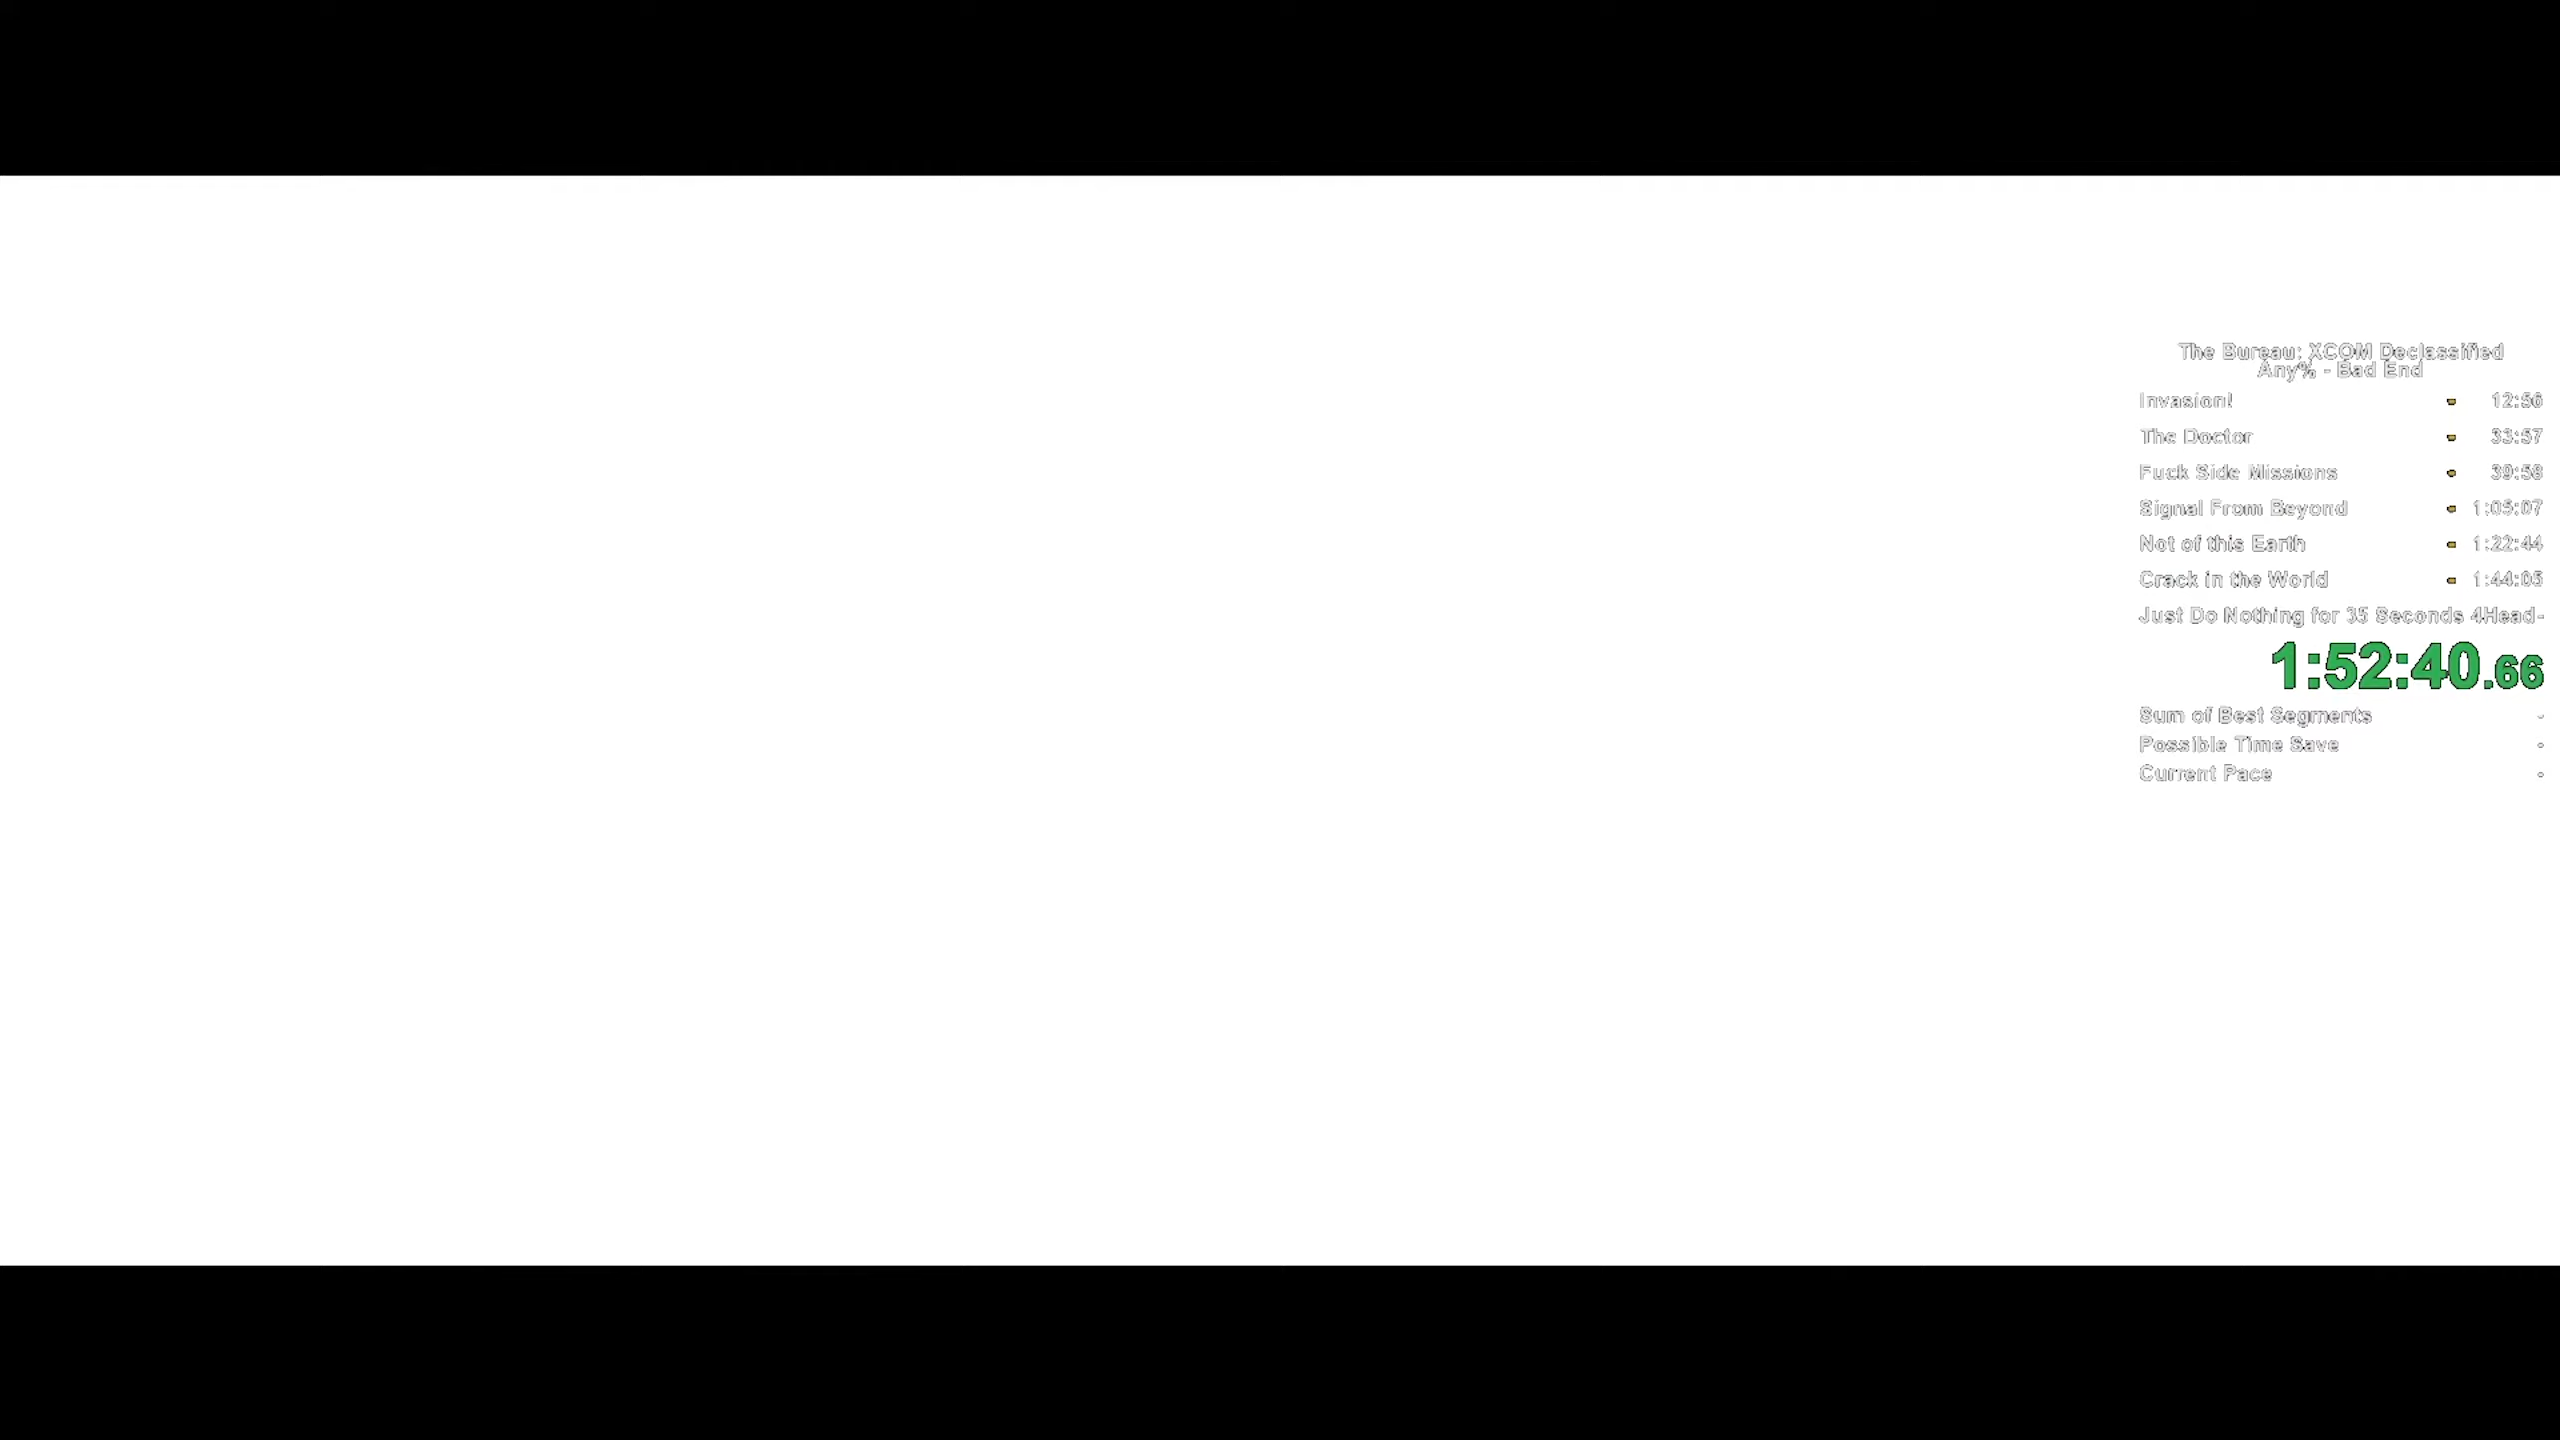 The Bureau: XCOM Declassified
Any% - Bad End
Invasion! - 12:56
The Doctor - 33:57
Fuck Side Missions - 39:58
Signal From Beyond - 1:05:07
Not of this Earth - 1:22:44
Crack in the World - 1:44:05
Just Do Nothing for 35 Seconds 4Head-
1:52:40.66
Sum of Best Segments -
Possible Time Save -
Current Pace -